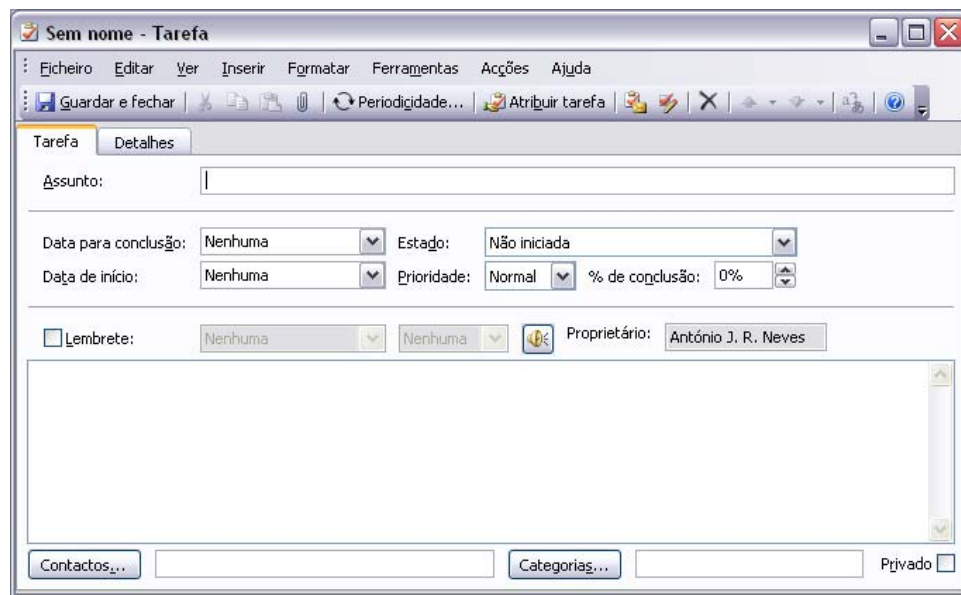 Sem nome - Tarefa
Ficheiro Editar Ver Inserir Formatar Ferramentas Acções Ajuda
Guardar e fechar Periodicidade... Atribuir tarefa
Tarefa Detalhes
Assunto:
Data para conclusão: Nenhuma Estado: Não iniciada
Data de início: Nenhuma Prioridade: Normal % de conclusão: 0%
Lembrete: Nenhuma Nenhuma Proprietário: António J. R. Neves
Contactos... Categorias... Privado